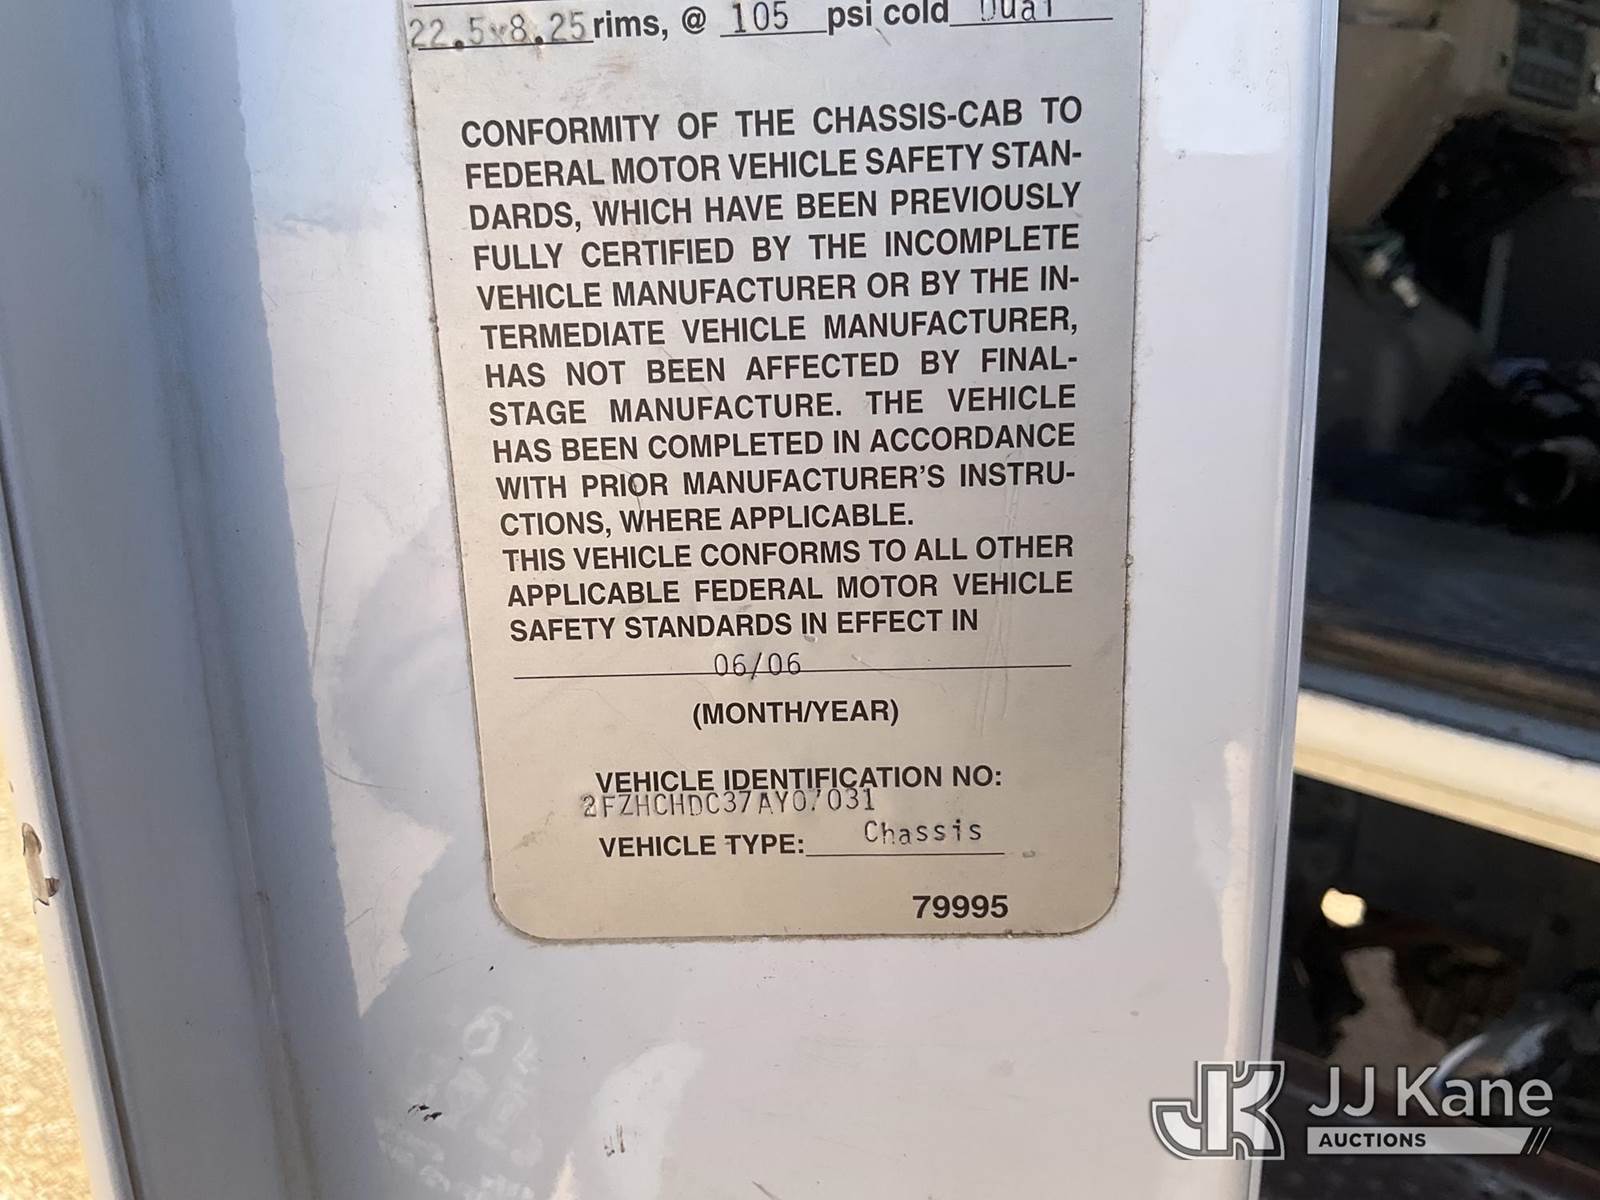 22.5x8.25 rims, @ 105 psi cold Dual
CONFORMITY OF THE CHASSIS-CAB TO
FEDERAL MOTOR VEHICLE SAFETY STAN-
DARDS, WHICH HAVE BEEN PREVIOUSLY
FULLY CERTIFIED BY THE INCOMPLETE
VEHICLE MANUFACTURER OR BY THE IN-
TERMEDIATE VEHICLE MANUFACTURER,
HAS NOT BEEN AFFECTED BY FINAL-
STAGE MANUFACTURE. THE VEHICLE
HAS BEEN COMPLETED IN ACCORDANCE
WITH PRIOR MANUFACTURER'S INSTRU-
CTIONS, WHERE APPLICABLE.
THIS VEHICLE CONFORMS TO ALL OTHER
APPLICABLE FEDERAL MOTOR VEHICLE
SAFETY STANDARDS IN EFFECT IN
06/06
(MONTH/YEAR)
VEHICLE IDENTIFICATION NO:
2FZHCHDC37AY07031
VEHICLE TYPE: Chassis
79995
JK JJ Kane
AUCTIONS